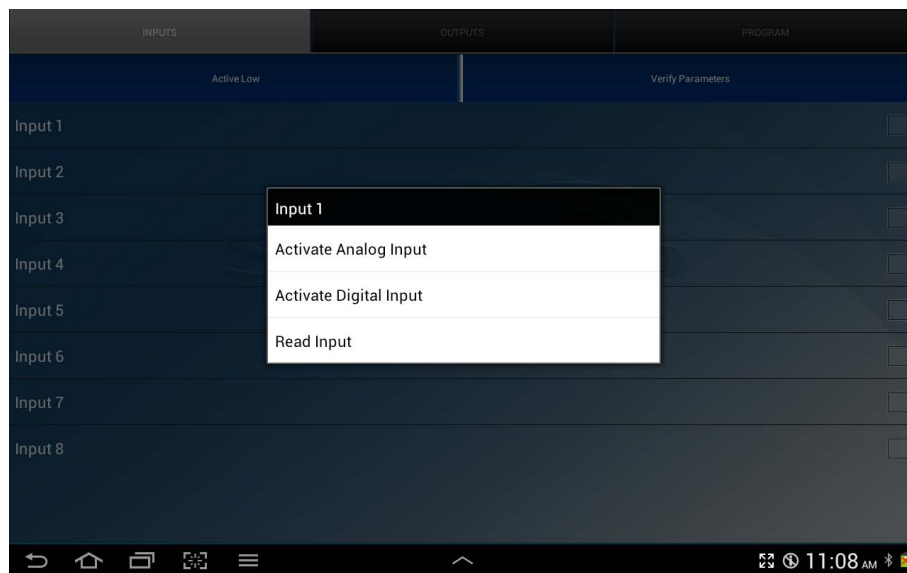 INPUTS OUTPUTS PROGRAM
Active Low Verify Parameters
Input 1
Input 2
Input 3
Input 4
Input 5
Input 6
Input 7
Input 8
Input 1
Activate Analog Input
Activate Digital Input
Read Input
11:08 AM